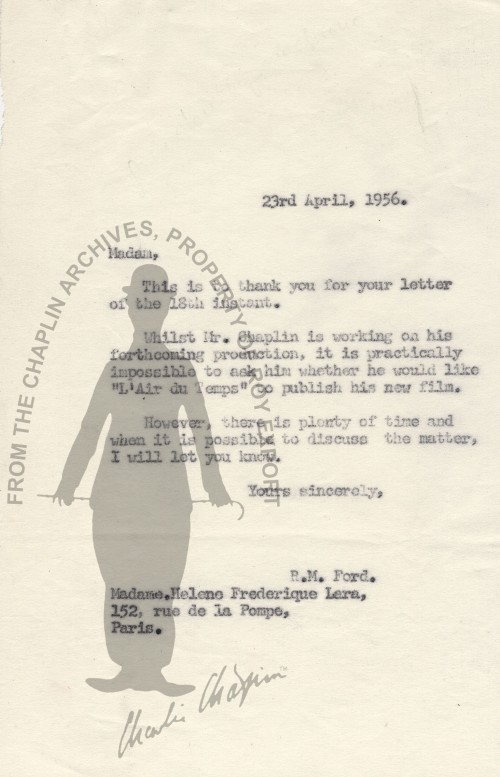 23rd April, 1956.
Madam,
This is to thank you for your letter
of the 18th instant.
Whilst Mr. Chaplin is working on his
forthcoming production, it is practically
impossible to ask him whether he would like
"L'Air du Temps" to publish his new film.
However, there is plenty of time and
when it is possible to discuss the matter,
I will let you know.
Yours sincerely,
R.M. Ford.
Madame.Helene Frederique Lera,
152, rue de la Pompe,
Paris.
FROM THE CHAPLIN ARCHIVES, PROPERTY OF ROY EXPORT
Charlie Chaplin™